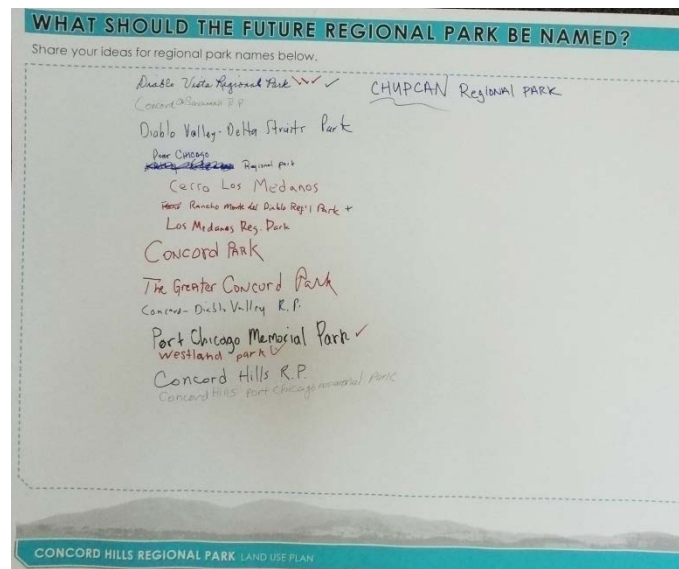 WHAT SHOULD THE FUTURE REGIONAL PARK BE NAMED?
Share your ideas for regional park names below.
Diablo Vista Regional Park
Concord R.P.
Diablo Valley-Delta Straits Park
Port Chicago
Regional park
Cerro Los Medanos
Rancho Monte del Diablo Reg'l Park +
Los Medanos Reg. Park
Concord Park
The Greater Concord Park
Concord-Diablo Valley R.P.
Port Chicago Memorial Park
Westland park
Concord Hills R.P.
Concord Hills Port Chicago memorial Park
CHUPCAN Regional Park
CONCORD HILLS REGIONAL PARK LAND USE PLAN